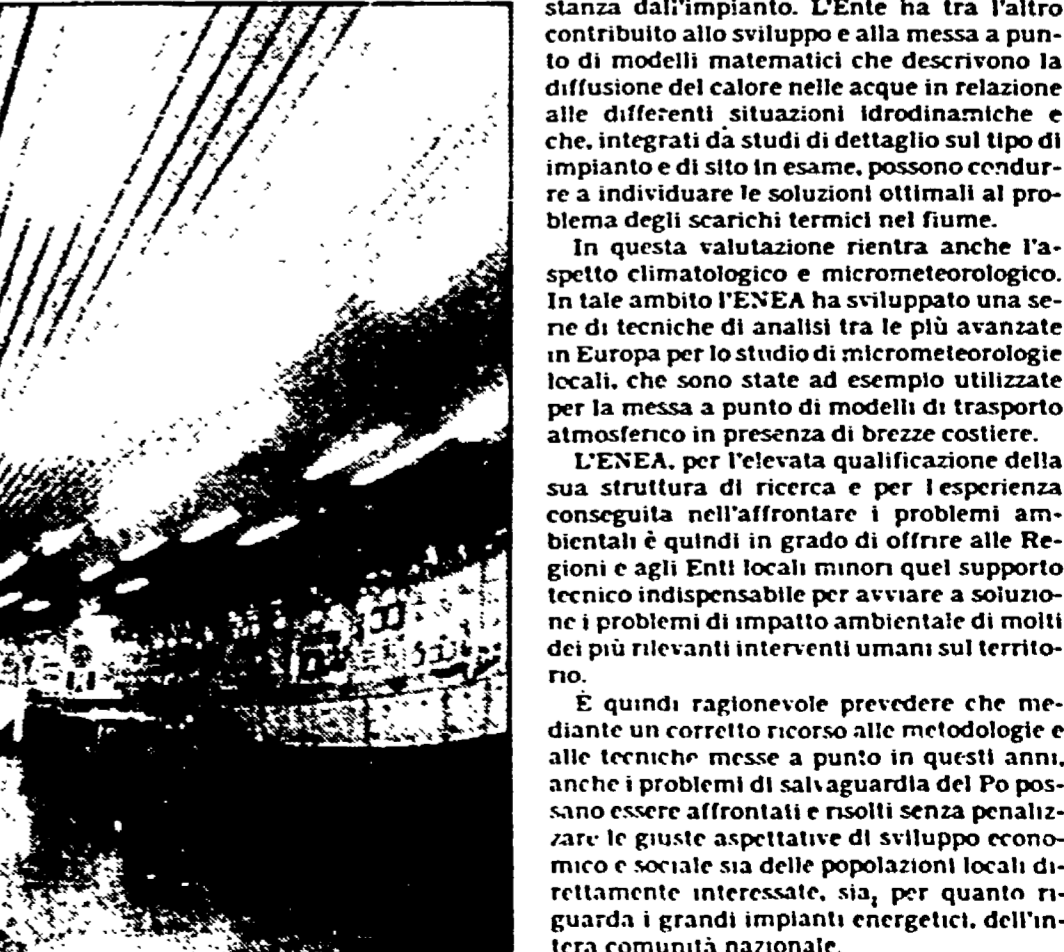 stanza dall'impianto. L'Ente ha tra l'altro
contribuito allo sviluppo e alla messa a pun-
to di modelli matematici che descrivono la
diffusione del calore nelle acque in relazione
alle differenti situazioni idrodinamiche e
che, integrati da studi di dettaglio sul tipo di
impianto e di sito in esame, possono condur-
re a individuare le soluzioni ottimali al pro-
blema degli scarichi termici nel fiume.
In questa valutazione rientra anche l'a-
spetto climatologico e micrometeorologico.
In tale ambito l'ENEA ha sviluppato una se-
rie di tecniche di analisi tra le più avanzate
in Europa per lo studio di micrometeorologie
locali, che sono state ad esempio utilizzate
per la messa a punto di modelli di trasporto
atmosferico in presenza di brezze costiere.
L'ENEA, per l'elevata qualificazione della
sua struttura di ricerca e per l'esperienza
conseguita nell'affrontare i problemi am-
bientali è quindi in grado di offrire alle Re-
gioni e agli Enti locali minori quel supporto
tecnico indispensabile per avviare a soluzio-
ne i problemi di impatto ambientale di molti
dei più rilevanti interventi umani sul territo-
rio.
È quindi ragionevole prevedere che me-
diante un corretto ricorso alle metodologie e
alle tecniche messe a punto in questi anni,
anche i problemi di salvaguardia del Po pos-
sano essere affrontati e risolti senza penaliz-
zare le giuste aspettative di sviluppo econo-
mico e sociale sia delle popolazioni locali di-
rettamente interessate, sia, per quanto ri-
guarda i grandi impianti energetici, dell'in-
tera comunità nazionale.